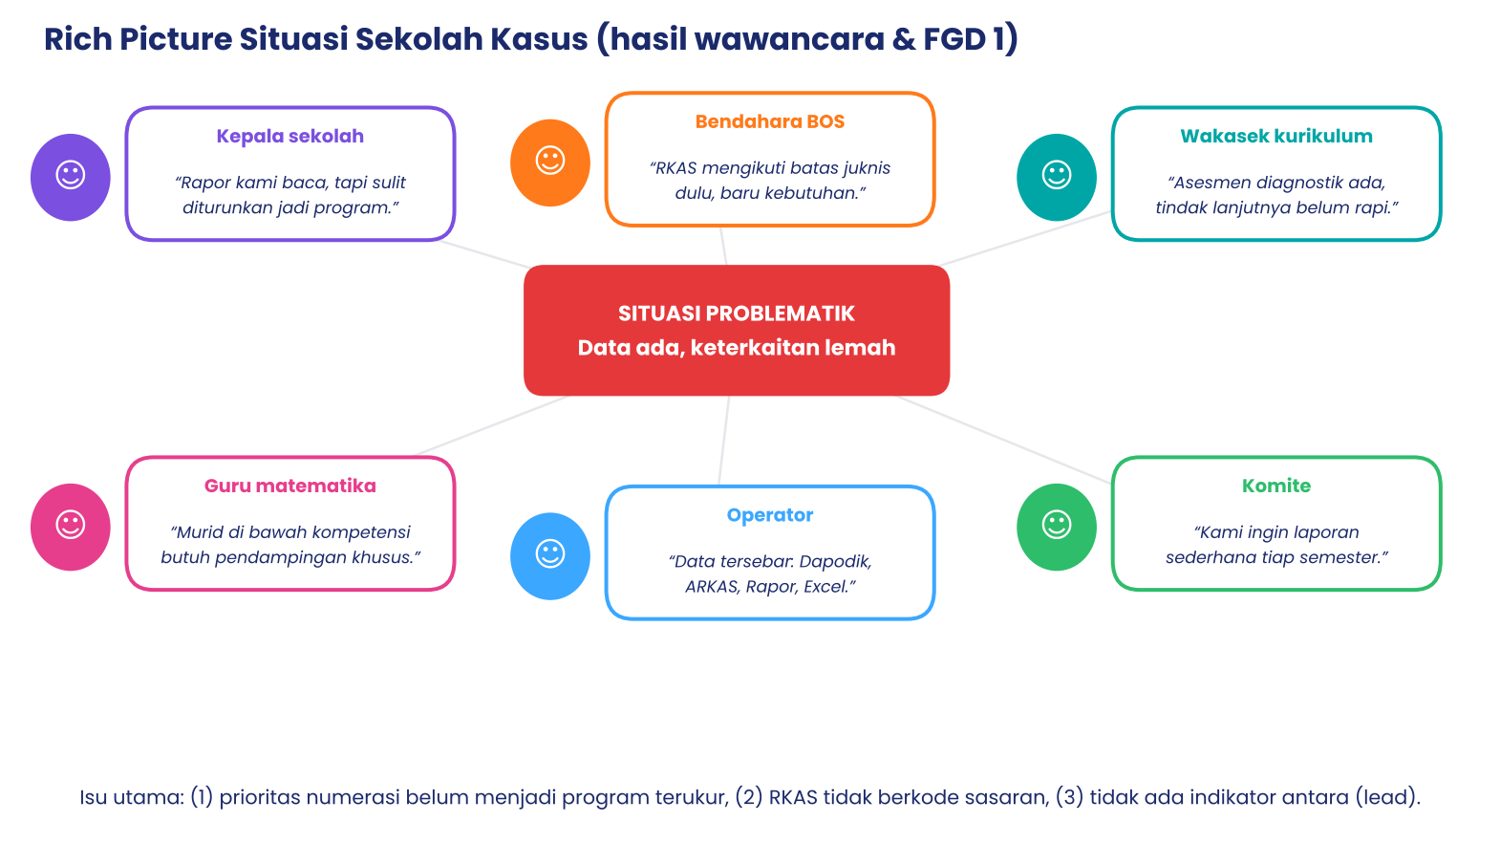 Rich Picture Situasi Sekolah Kasus (hasil wawancara & FGD 1)
Kepala sekolah
“Rapor kami baca, tapi sulit
diturunkan jadi program.”
Bendahara BOS
“RKAS mengikuti batas juknis
dulu, baru kebutuhan.”
Wakasek kurikulum
“Asesmen diagnostik ada,
tindak lanjutnya belum rapi.”
SITUASI PROBLEMATIK
Data ada, keterkaitan lemah
Guru matematika
“Murid di bawah kompetensi
butuh pendampingan khusus.”
Operator
“Data tersebar: Dapodik,
ARKAS, Rapor, Excel.”
Komite
“Kami ingin laporan
sederhana tiap semester.”
Isu utama: (1) prioritas numerasi belum menjadi program terukur, (2) RKAS tidak berkode sasaran, (3) tidak ada indikator antara (lead).